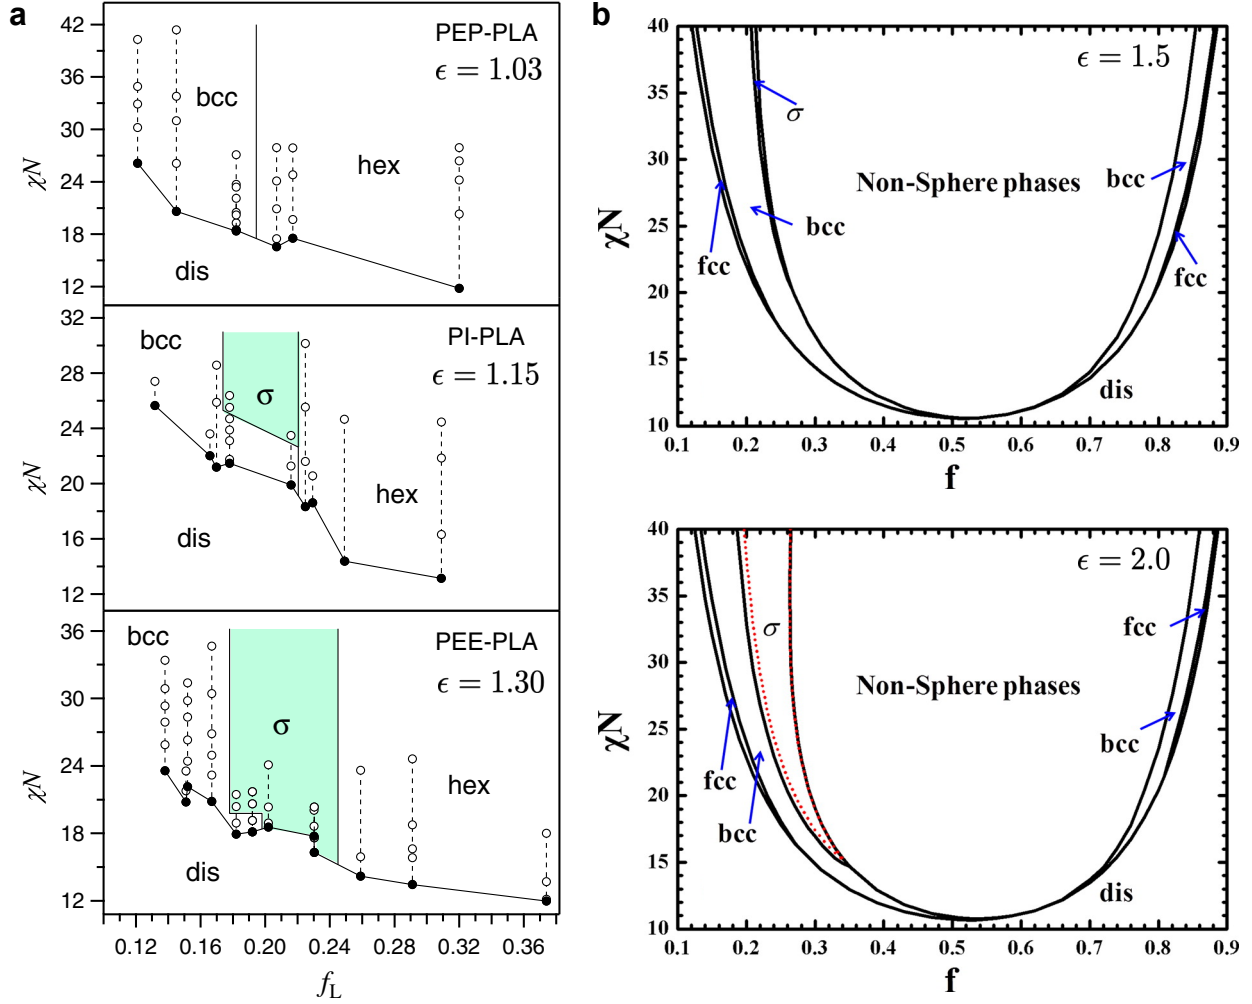 a
42
36
30
24
18
12
χN
PEP-PLA
ϵ = 1.03
bcc
hex
dis
32
28
24
20
16
12
χN
bcc
PI-PLA
ϵ = 1.15
σ
hex
dis
36
30
24
18
12
χN
bcc
PEE-PLA
ϵ = 1.30
σ
hex
dis
0.12 0.16 0.20 0.24 0.28 0.32 0.36
fL
b
40
35
30
25
20
15
10
χN
ϵ = 1.5
σ
Non-Sphere phases
bcc
bcc
fcc
fcc
dis
0.1 0.2 0.3 0.4 0.5 0.6 0.7 0.8 0.9
f
40
35
30
25
20
15
10
χN
ϵ = 2.0
σ
fcc
Non-Sphere phases
bcc
fcc
bcc
dis
0.1 0.2 0.3 0.4 0.5 0.6 0.7 0.8 0.9
f